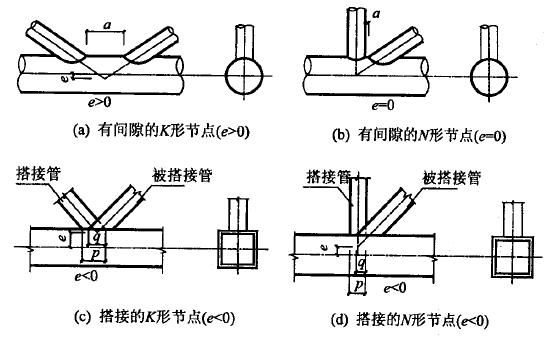 a
e
e>0
(a) 有间隙的K形节点(e>0)
a
e=0
(b) 有间隙的N形节点(e=0)
搭接管
被搭接管
e
q
p
e<0
(c) 搭接的K形节点(e<0)
搭接管
被搭接管
e
q
p
e<0
(d) 搭接的N形节点(e<0)